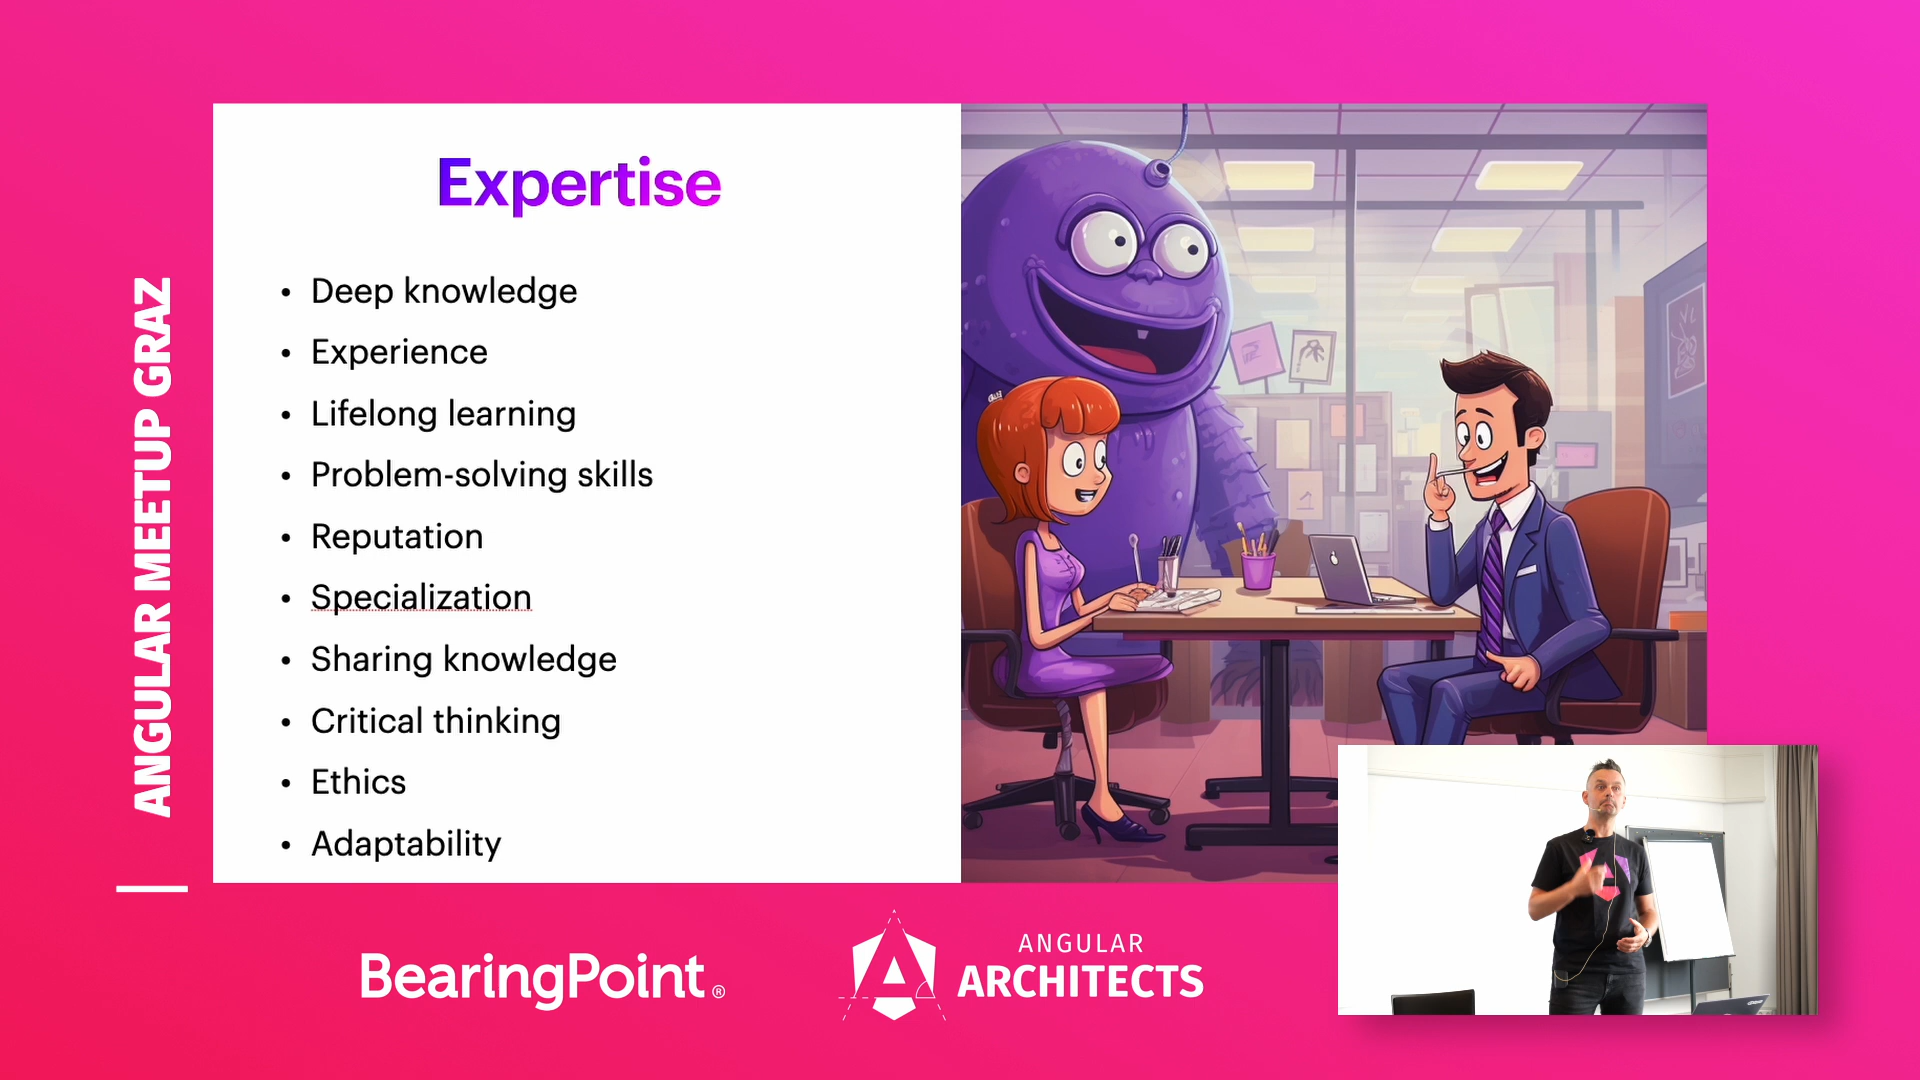 ANGULAR MEETUP GRAZ
Expertise
• Deep knowledge
• Experience
• Lifelong learning
• Problem-solving skills
• Reputation
• Specialization
• Sharing knowledge
• Critical thinking
• Ethics
• Adaptability
BearingPoint®
ANGULAR
ARCHITECTS